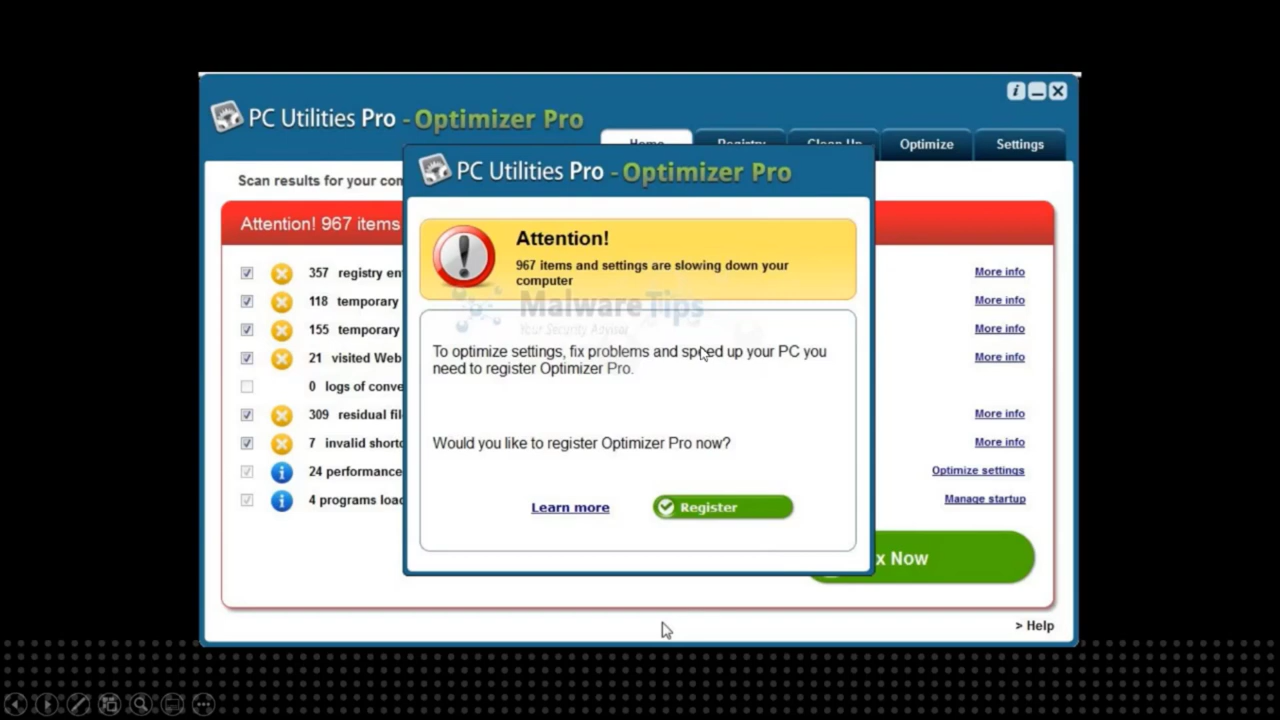 PC Utilities Pro - Optimizer Pro
Home Registry Clean Up Optimize Settings
Scan results for your com
Attention! 967 items
357 registry en
More info
118 temporary
More info
155 temporary
More info
21 visited Web
More info
0 logs of conve
309 residual fil
More info
7 invalid shortc
More info
24 performance
Optimize settings
4 programs load
Manage startup
x Now
> Help
PC Utilities Pro - Optimizer Pro
Attention!
967 items and settings are slowing down your
computer
MalwareTips
Your Security Advisor
To optimize settings, fix problems and speed up your PC you
need to register Optimizer Pro.
Would you like to register Optimizer Pro now?
Learn more
Register